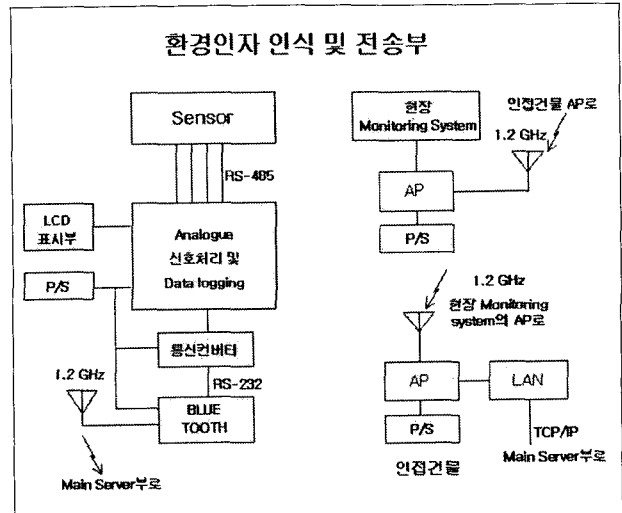 환경인자 인식 및 전송부
Sensor
RS-485
LCD
표시부
Analogue
신호처리 및
Data logging
P/S
통신컨버터
RS-232
1.2 GHz
BLUE
TOOTH
Main Server부로
현장
Monitoring System
인접건물 AP로
1.2 GHz
AP
P/S
1.2 GHz
현장 Monitoring
system의 AP로
AP
LAN
P/S
TCP/IP
인접건물
Main Server부로